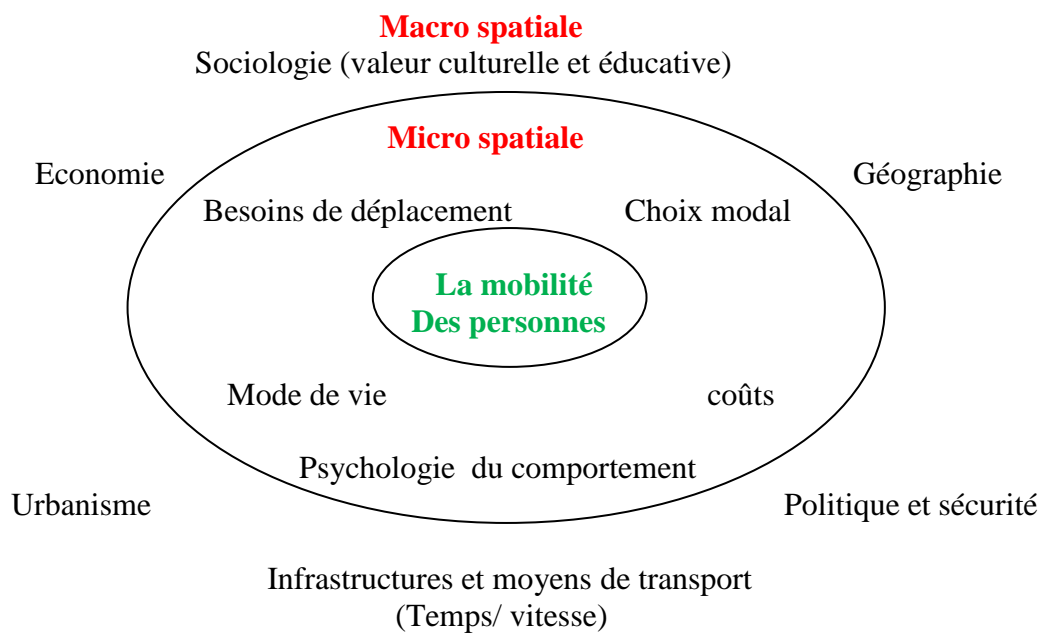 Macro spatiale
Sociologie (valeur culturelle et éducative)
Micro spatiale
Economie
Géographie
Besoins de déplacement
Choix modal
La mobilité
Des personnes
Mode de vie
coûts
Psychologie du comportement
Urbanisme
Politique et sécurité
Infrastructures et moyens de transport
(Temps/ vitesse)